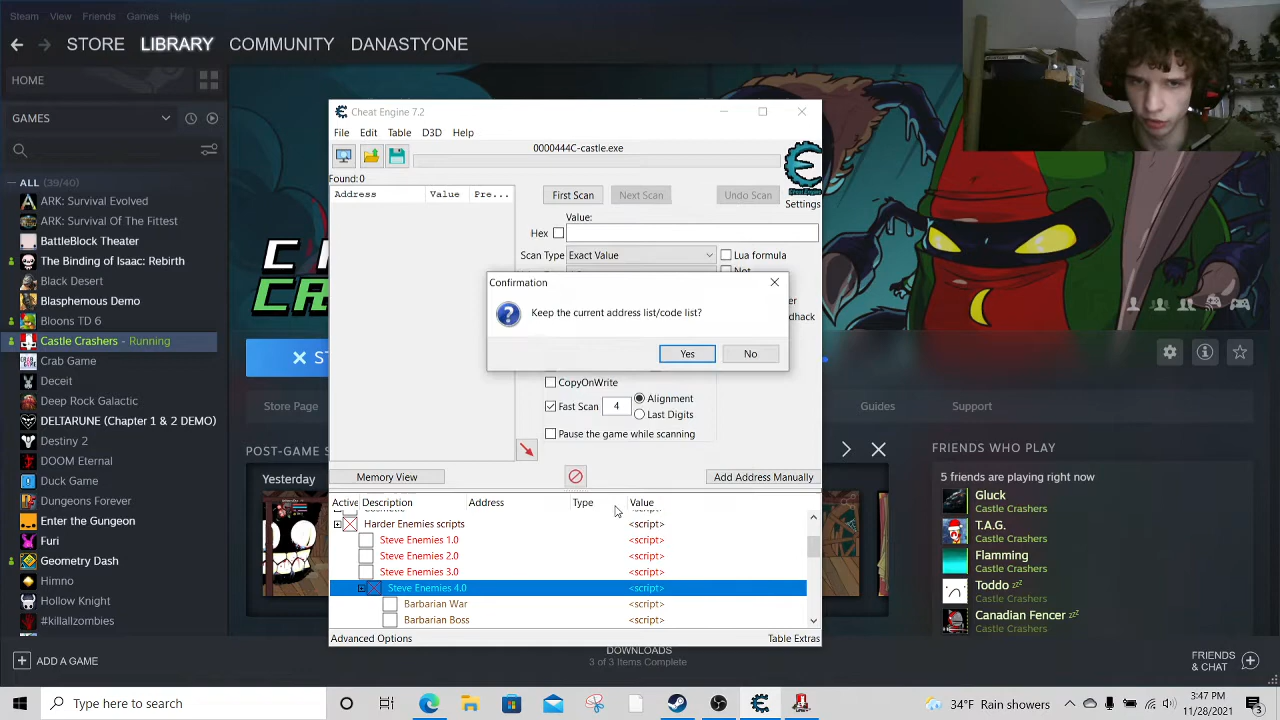 Steam View Friends Games Help
STORE LIBRARY COMMUNITY DANASTYONE
HOME
GAMES
ALL (39/40)
ARK: Survival Of The Fittest
BattleBlock Theater
The Binding of Isaac: Rebirth
Blasphemous Demo
Bloons TD 6
Castle Crashers - Running
Crab Game
Deceit
Deep Rock Galactic
DELTARUNE (Chapter 1 & 2 DEMO)
Destiny 2
DOOM Eternal
Dungeons Forever
Enter the Gungeon
Furi
Geometry Dash
Himno
Hollow Knight
#killallzombies
ADD A GAME
Cheat Engine 7.2
File Edit Table D3D Help
0000444C-castle.exe
Found:0
Address Value Pre...
First Scan Next Scan Undo Scan
Settings
Value:
Hex
Scan Type Exact Value Lua formula
Not
Confirmation
Keep the current address list/code list?
Yes No
CopyOnWrite
Fast Scan 4 Alignment
Last Digits
Pause the game while scanning
Memory View Add Address Manually
Active Description Address Type Value
Harder Enemies scripts <script>
Steve Enemies 1.0 <script>
Steve Enemies 2.0 <script>
Steve Enemies 3.0 <script>
Steve Enemies 4.0 <script>
Barbarian War <script>
Barbarian Boss <script>
Advanced Options Table Extras
Store Page
Guides Support
POST-GAME
Yesterday
FRIENDS WHO PLAY
5 friends are playing right now
Gluck
Castle Crashers
T.A.G.
Castle Crashers
Flamming
Castle Crashers
Toddo zzz
Castle Crashers
Canadian Fencer zzz
Castle Crashers
DOWNLOADS
3 of 3 Items Complete
FRIENDS
& CHAT
Type here to search
34°F Rain Showers
3:47 PM
11/28/2021
3